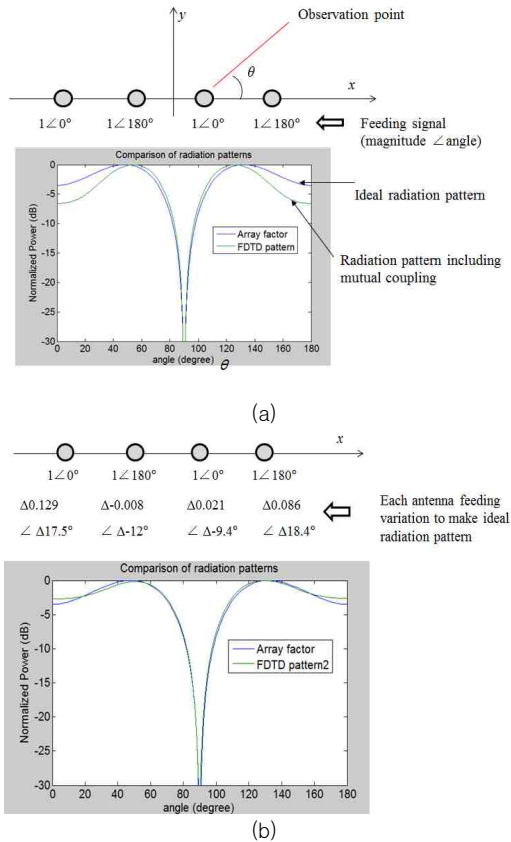 Observation point
y
θ
x
1∠0° 1∠180° 1∠0° 1∠180°
Feeding signal
(magnitude ∠angle)
Comparison of radiation patterns
Normalized Power (dB)
0
-5
-10
-15
-20
-25
-30
0 20 40 60 80 100 120 140 160 180
angle (degree)
θ
Array factor
FDTD pattern
Ideal radiation pattern
Radiation pattern including
mutual coupling
(a)
x
1∠0° 1∠180° 1∠0° 1∠180°
Δ0.129 Δ-0.008 Δ0.021 Δ0.086
∠ Δ17.5° ∠ Δ-12° ∠ Δ-9.4° ∠ Δ18.4°
Each antenna feeding
variation to make ideal
radiation pattern
Comparison of radiation patterns
Normalized Power (dB)
0
-5
-10
-15
-20
-25
-30
0 20 40 60 80 100 120 140 160 180
angle (degree)
Array factor
FDTD pattern2
(b)